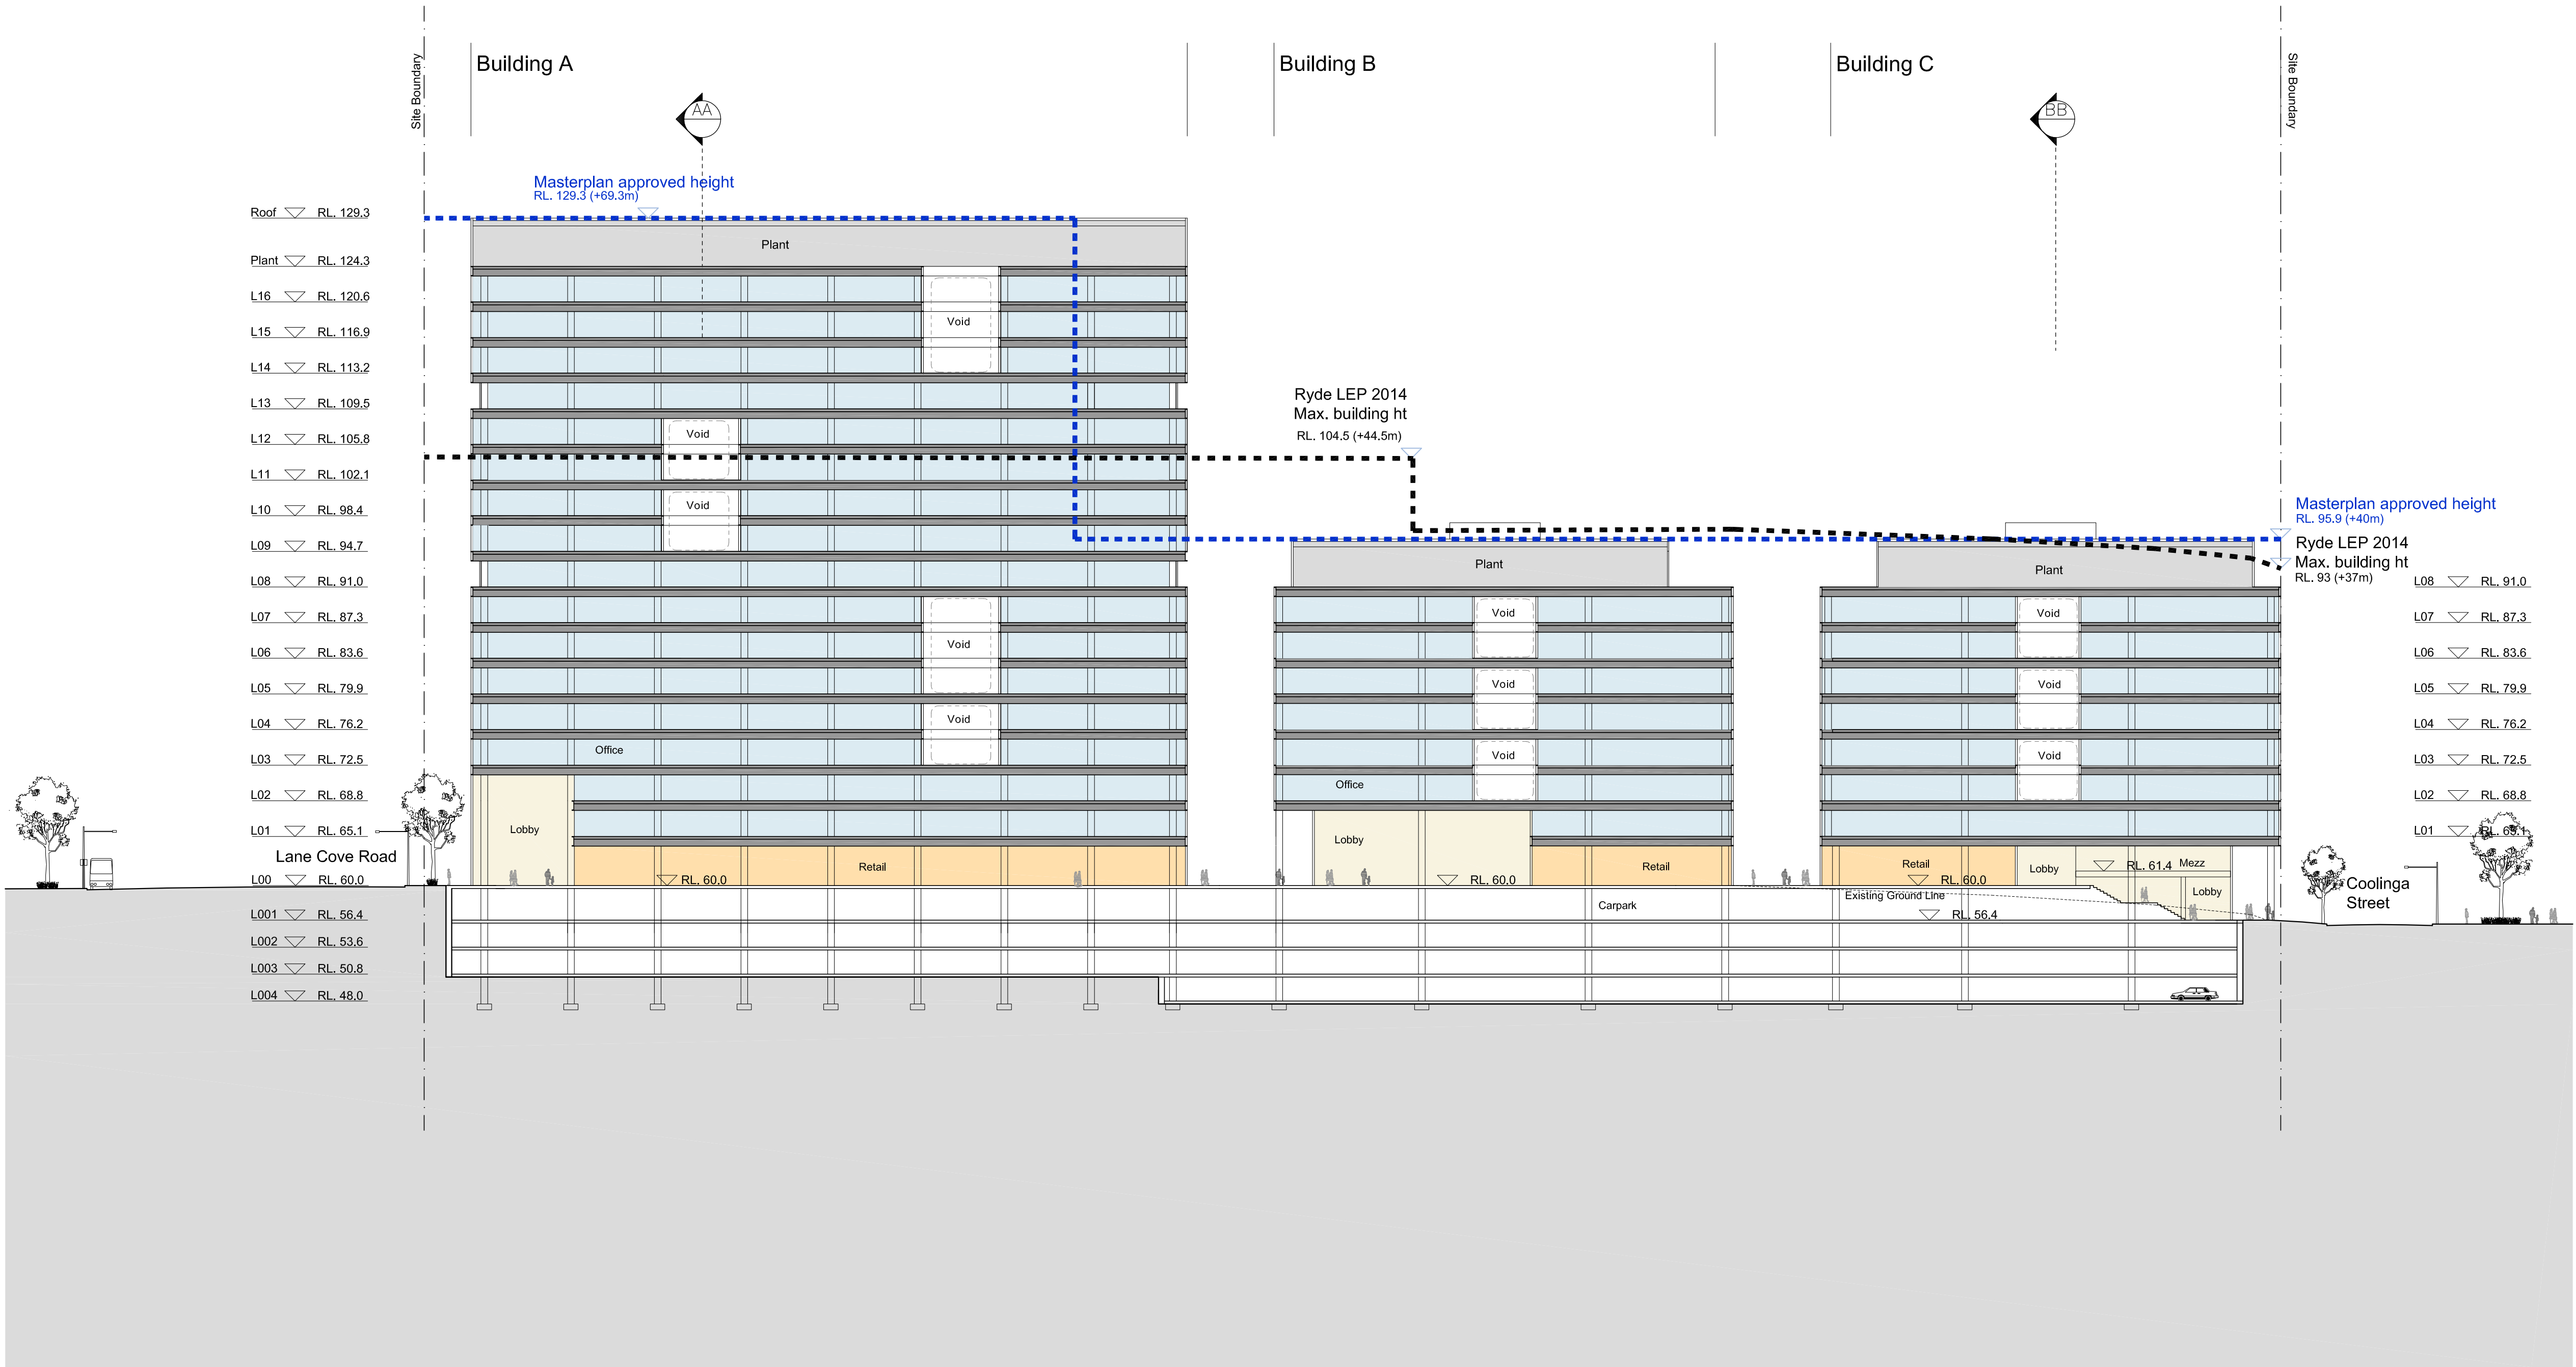 Building A
Building B
Building C
Site Boundary
Site Boundary
AA
BB
Masterplan approved height
RL. 129.3 (+69.3m)
Roof RL. 129.3
Plant
Plant RL. 124.3
L16 RL. 120.6
L15 RL. 116.9
Void
L14 RL. 113.2
L13 RL. 109.5
Ryde LEP 2014
Max. building ht
RL. 104.5 (+44.5m)
L12 RL. 105.8
Void
L11 RL. 102.1
L10 RL. 98.4
Void
Masterplan approved height
RL. 95.9 (+40m)
L09 RL. 94.7
Ryde LEP 2014
Max. building ht
RL. 93 (+37m)
Plant
Plant
L08 RL. 91.0
L08 RL. 91.0
L07 RL. 87.3
Void
Void
L07 RL. 87.3
L06 RL. 83.6
Void
L06 RL. 83.6
L05 RL. 79.9
Void
Void
L05 RL. 79.9
L04 RL. 76.2
Void
L04 RL. 76.2
L03 RL. 72.5
Office
Void
Void
L03 RL. 72.5
L02 RL. 68.8
Office
L02 RL. 68.8
L01 RL. 65.1
Lobby
Lobby
L01 RL. 65.1
Lane Cove Road
Retail
Retail
Retail
Lobby
RL. 61.4 Mezz
L00 RL. 60.0
RL. 60.0
RL. 60.0
RL. 60.0
Lobby
Coolinga
Street
Existing Ground Line
Carpark
L001 RL. 56.4
RL. 56.4
L002 RL. 53.6
L003 RL. 50.8
L004 RL. 48.0